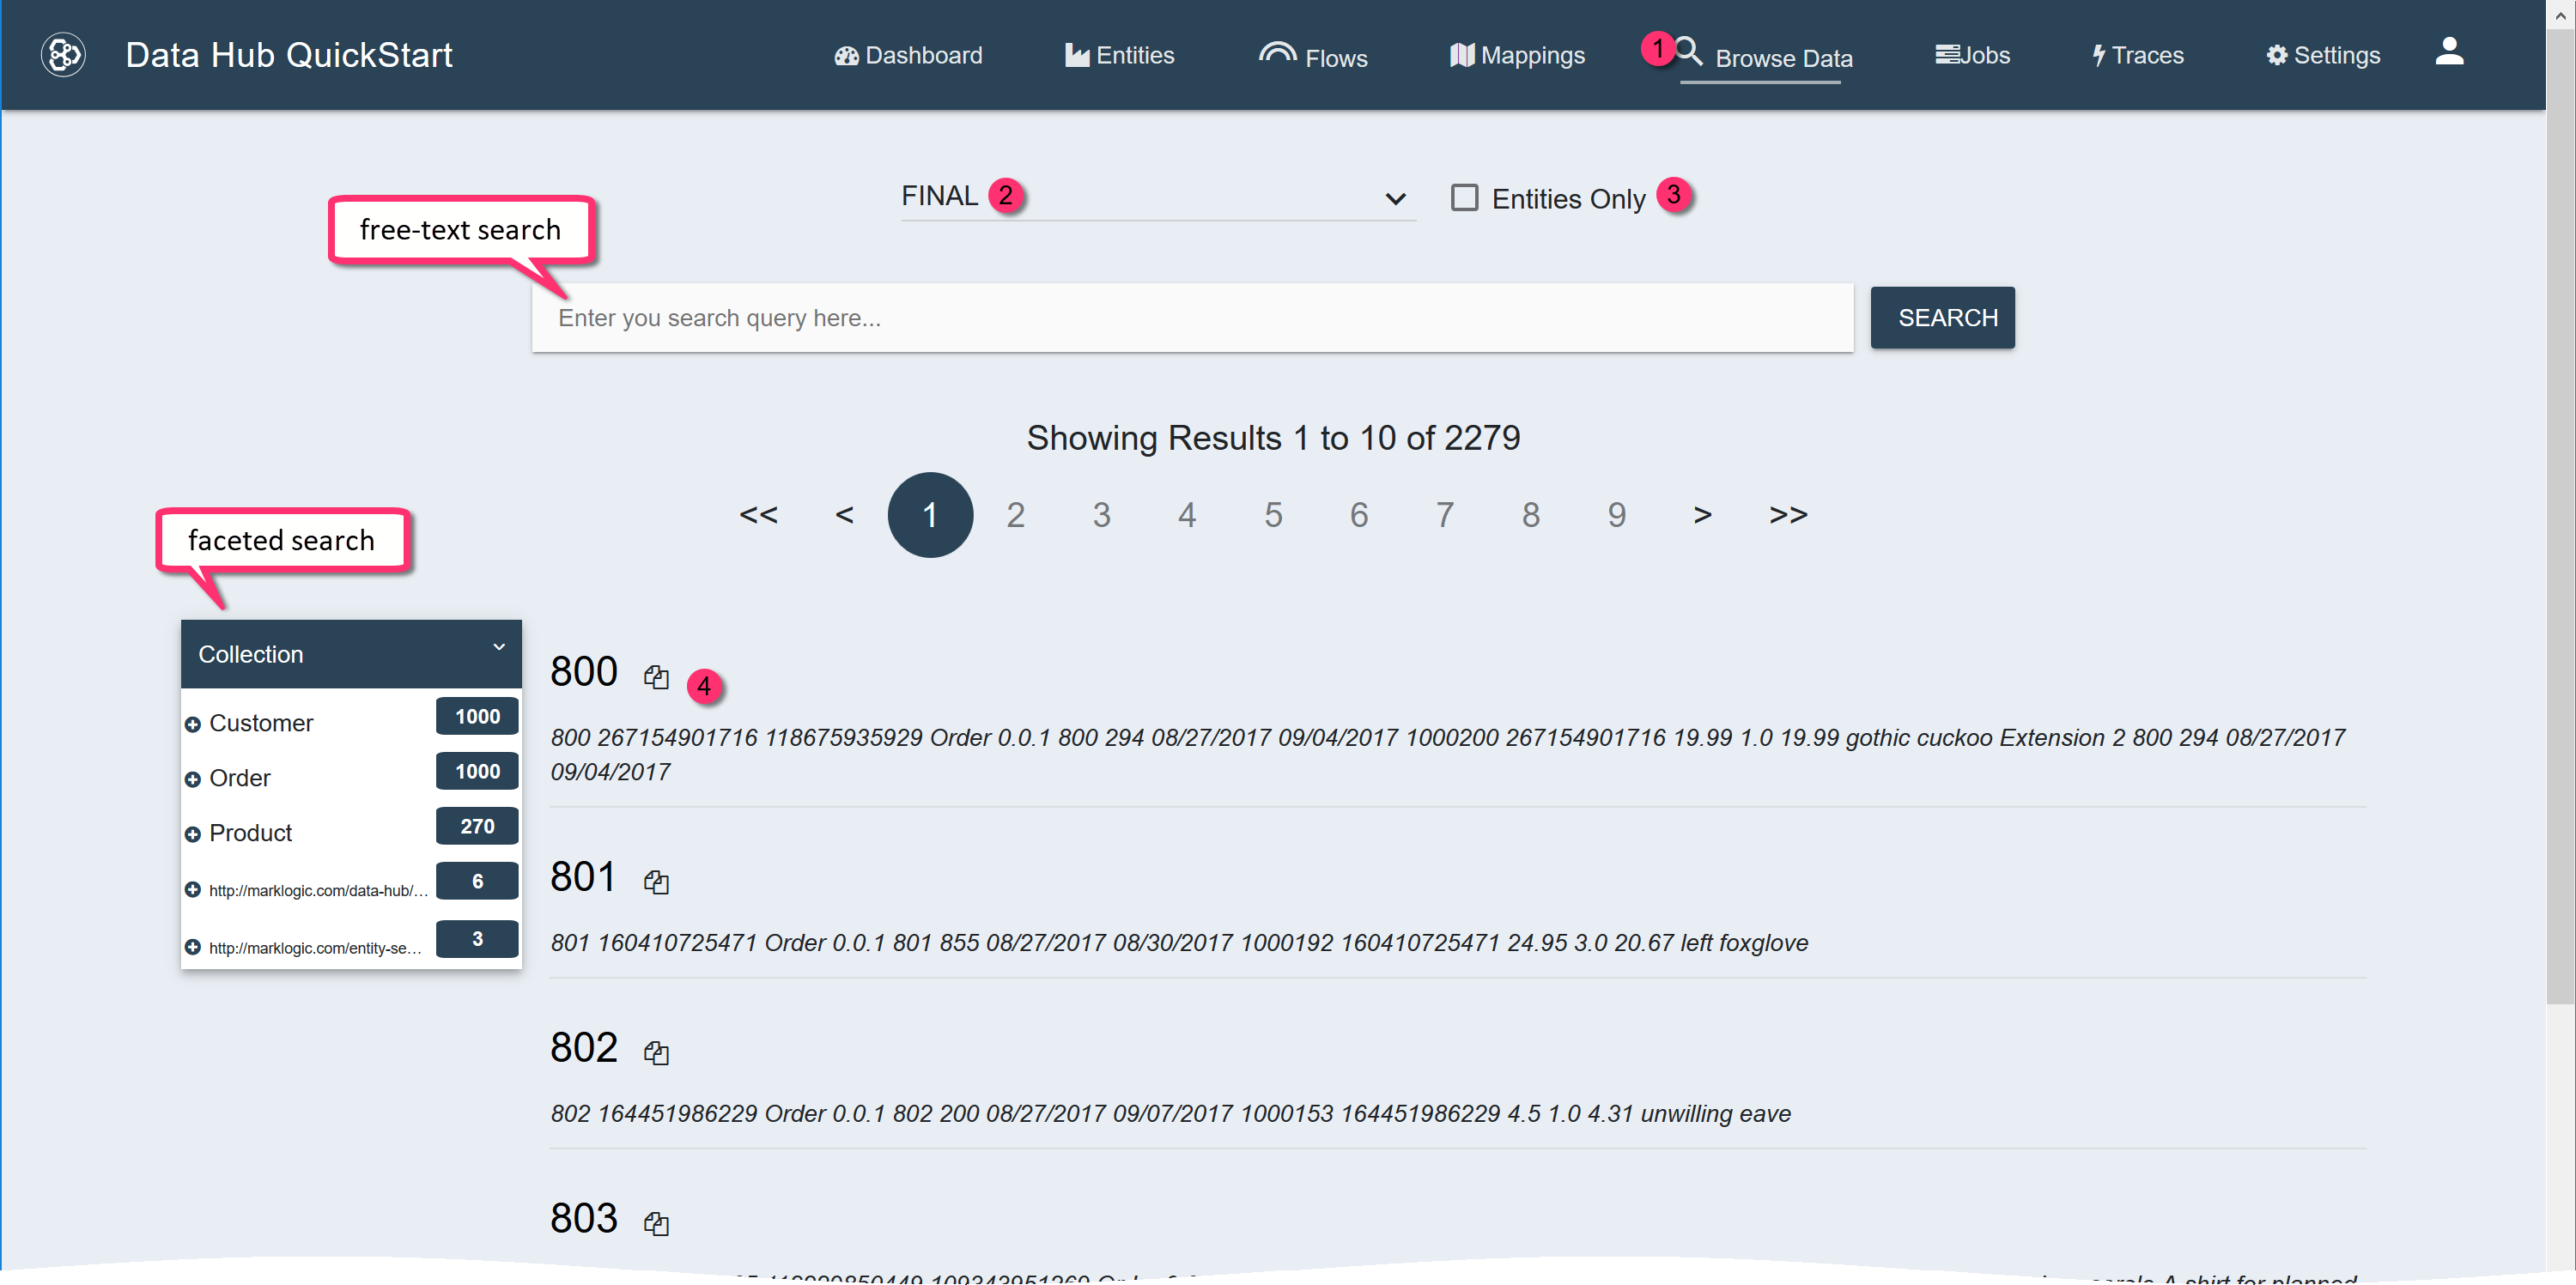 Data Hub QuickStart
Dashboard
Entities
Flows
Mappings
1
Browse Data
Jobs
Traces
Settings
FINAL 2
Entities Only 3
free-text search
Enter you search query here...
SEARCH
Showing Results 1 to 10 of 2279
<< < 1 2 3 4 5 6 7 8 9 > >>
faceted search
Collection
Customer 1000
Order 1000
Product 270
http://marklogic.com/data-hub/... 6
http://marklogic.com/entity-se... 3
800 4
800 267154901716 118675935929 Order 0.0.1 800 294 08/27/2017 09/04/2017 1000200 267154901716 19.99 1.0 19.99 gothic cuckoo Extension 2 800 294 08/27/2017
09/04/2017
801
801 160410725471 Order 0.0.1 801 855 08/27/2017 08/30/2017 1000192 160410725471 24.95 3.0 20.67 left foxglove
802
802 164451986229 Order 0.0.1 802 200 08/27/2017 09/07/2017 1000153 164451986229 4.5 1.0 4.31 unwilling eave
803